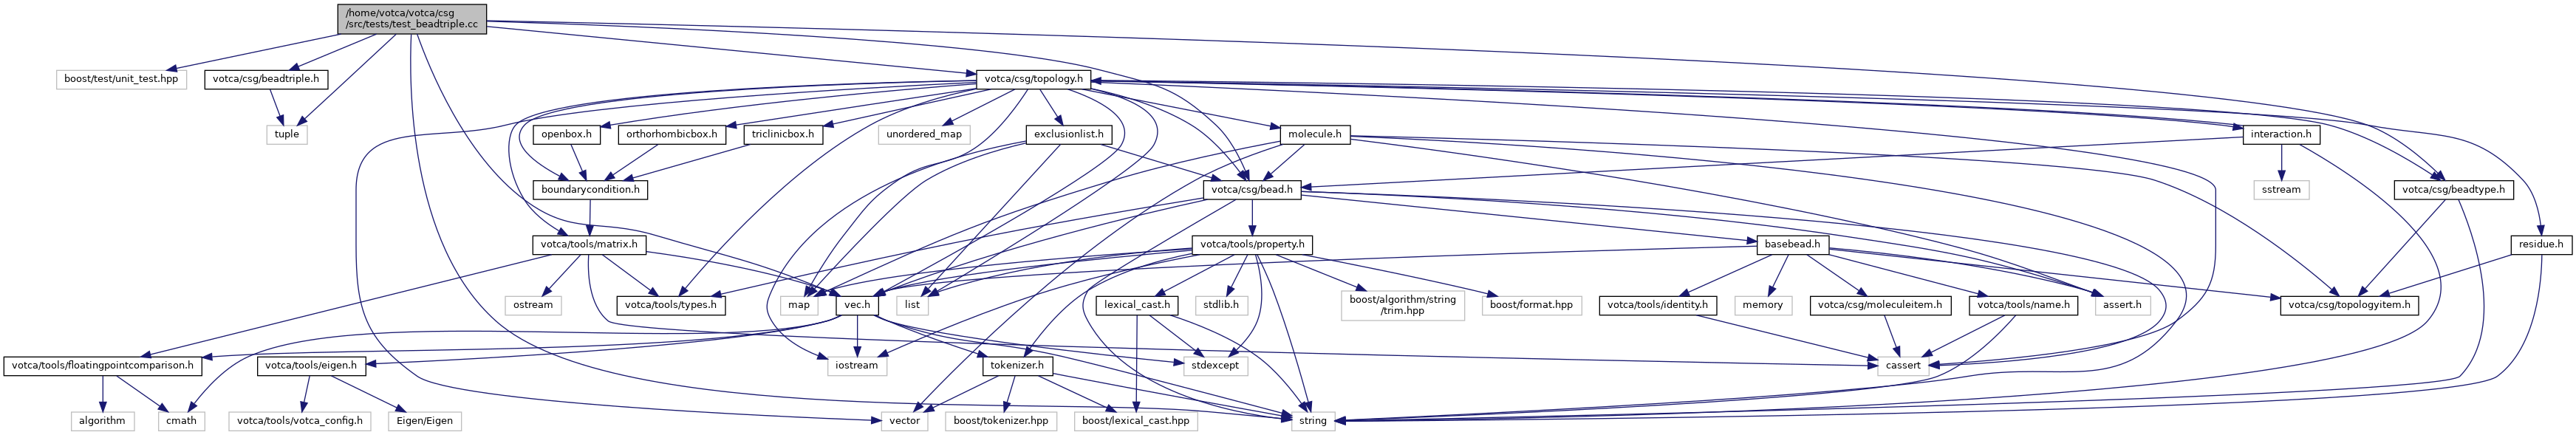 /home/votca/votca/csg
/src/tests/test_beadtriple.cc
boost/test/unit_test.hpp
votca/csg/beadtriple.h
votca/csg/topology.h
tuple
openbox.h
orthorhombicbox.h
triclinicbox.h
unordered_map
exclusionlist.h
molecule.h
interaction.h
boundarycondition.h
votca/csg/bead.h
sstream
votca/csg/beadtype.h
votca/tools/matrix.h
votca/tools/property.h
basebead.h
residue.h
ostream
votca/tools/types.h
map
vec.h
list
lexical_cast.h
stdlib.h
boost/algorithm/string
/trim.hpp
boost/format.hpp
votca/tools/identity.h
memory
votca/csg/moleculeitem.h
votca/tools/name.h
assert.h
votca/csg/topologyitem.h
votca/tools/floatingpointcomparison.h
votca/tools/eigen.h
iostream
tokenizer.h
stdexcept
cassert
algorithm
cmath
votca/tools/votca_config.h
Eigen/Eigen
vector
boost/tokenizer.hpp
boost/lexical_cast.hpp
string